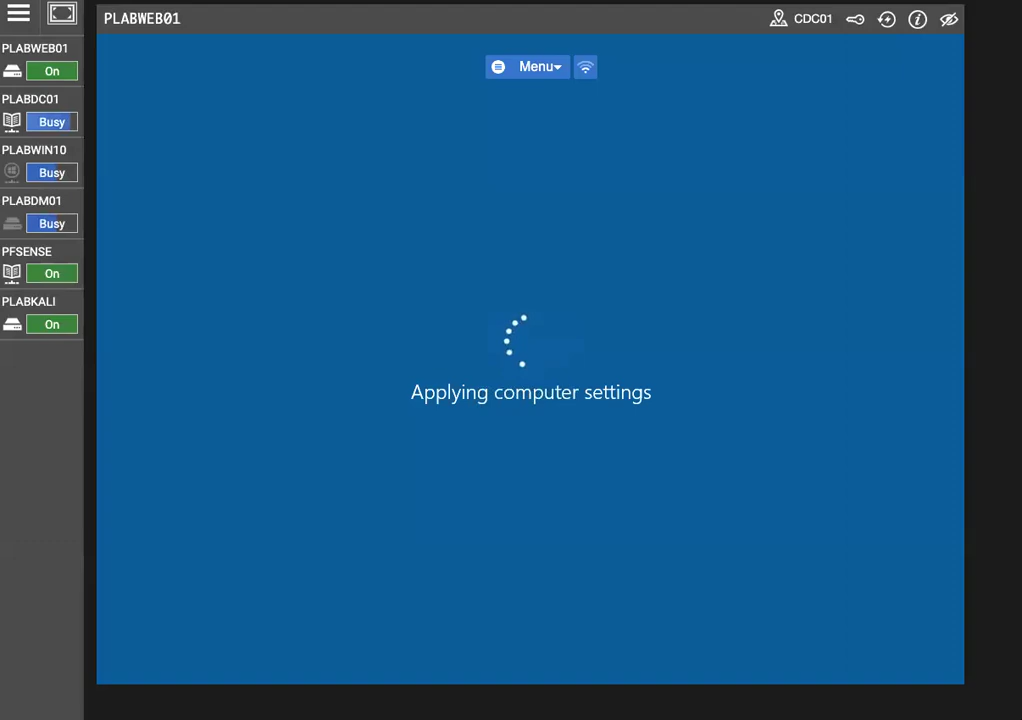 PLABWEB01
CDC01
PLABWEB01
On
PLABDC01
Busy
PLABWIN10
Busy
PLABDM01
Busy
PFSENSE
On
PLABKALI
On
Menu
Applying computer settings